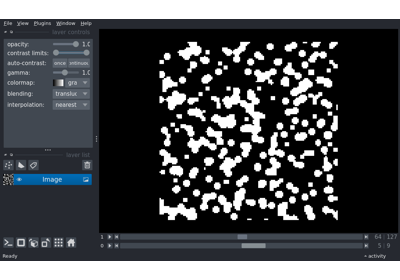 File View Plugins Window Help
layer controls
opacity: 1.0
contrast limits:
auto-contrast: once continuous
gamma: 1.0
colormap: gra
blending: transluc
interpolation: nearest
layer list
Image
1 64 127
0 5 9
Ready activity